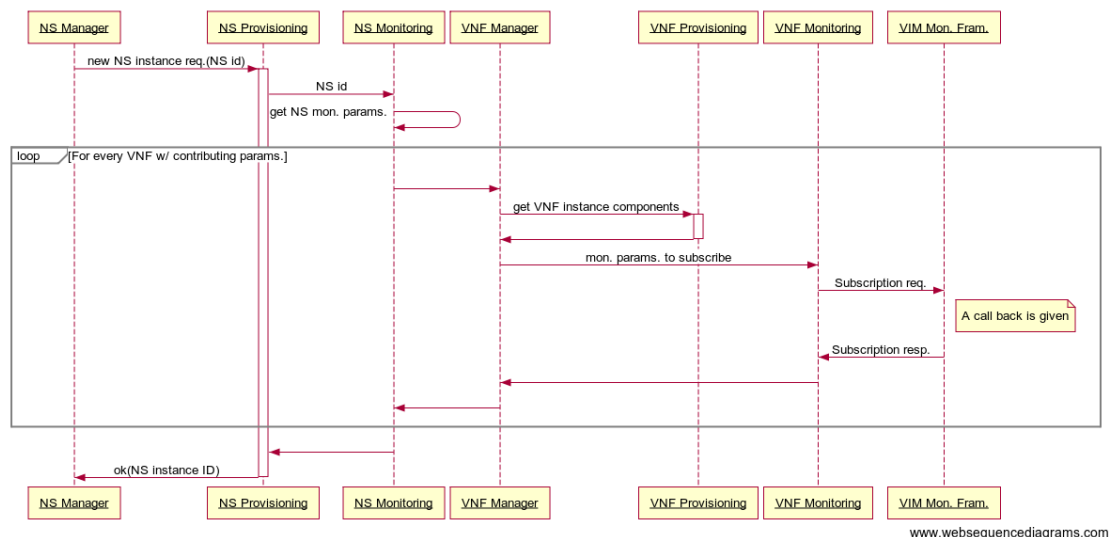 NS Manager
NS Provisioning
NS Monitoring
VNF Manager
VNF Provisioning
VNF Monitoring
VIM Mon. Fram.
new NS instance req.(NS id)
NS id
get NS mon. params.
loop
[For every VNF w/ contributing params.]
get VNF instance components
mon. params. to subscribe
Subscription req.
A call back is given
Subscription resp.
ok(NS instance ID)
NS Manager
NS Provisioning
NS Monitoring
VNF Manager
VNF Provisioning
VNF Monitoring
VIM Mon. Fram.
www.websequencediagrams.com